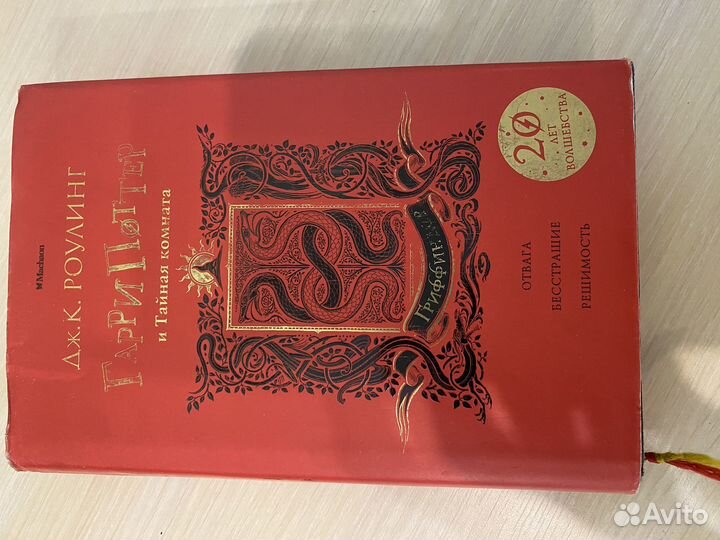 Machaon
Дж.К. РОУЛИНГ
ГАРРИ ПОТТЕР
и Тайная комната
ГРИФФИНДОР
20
ЛЕТ
ВОЛШЕБСТВА
ОТВАГА
БЕССТРАШИЕ
РЕШИМОСТЬ
Avito